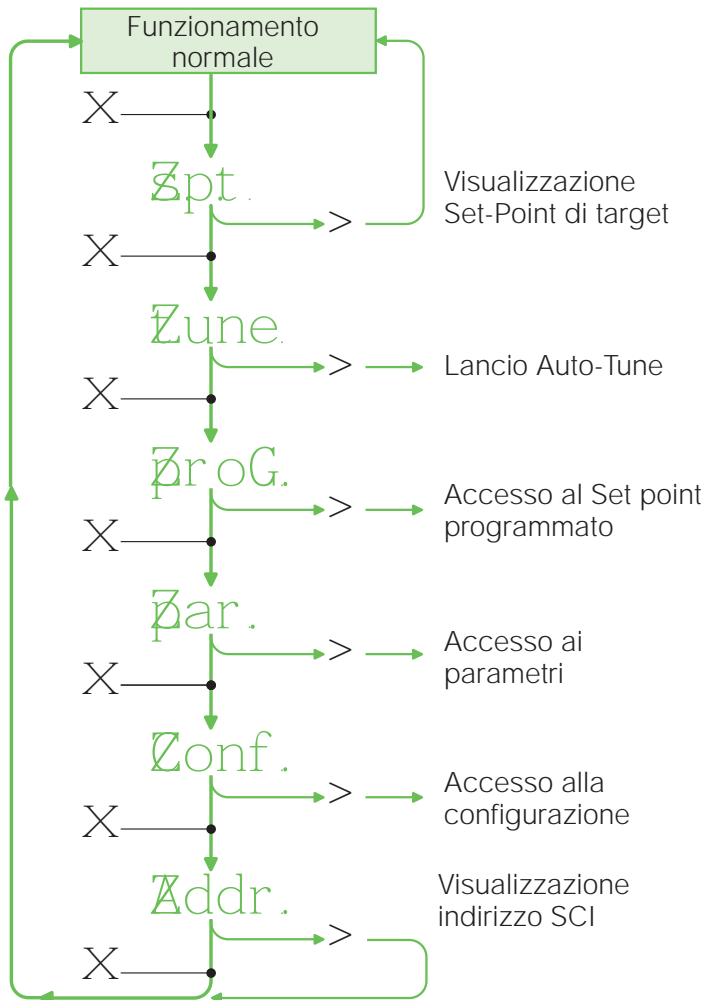 Funzionamento
normale
X
Spt.
>
Visualizzazione
Set-Point di target
X
tune.
>
Lancio Auto-Tune
X
proG.
>
Accesso al Set point
programmato
X
par.
>
Accesso ai
parametri
X
Conf.
>
Accesso alla
configurazione
X
Addr.
>
Visualizzazione
indirizzo SCI
X